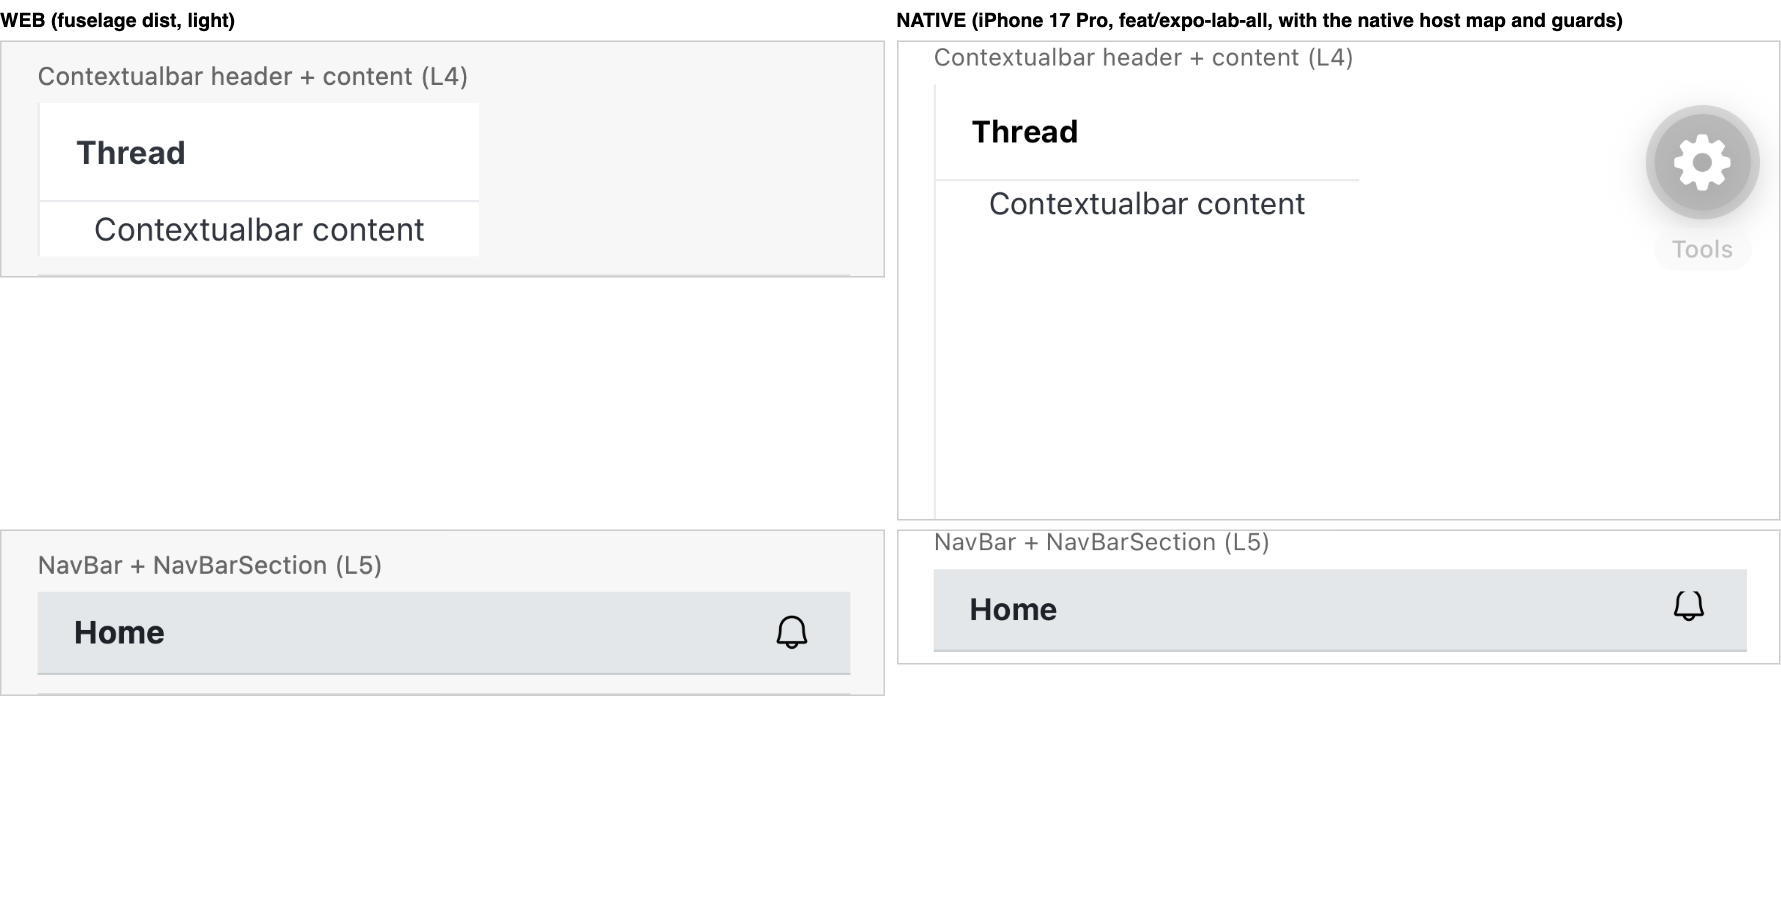 WEB (fuselage dist, light)
Contextualbar header + content (L4)
Thread
Contextualbar content
NavBar + NavBarSection (L5)
Home
NATIVE (iPhone 17 Pro, feat/expo-lab-all, with the native host map and guards)
Contextualbar header + content (L4)
Thread
Contextualbar content
Tools
NavBar + NavBarSection (L5)
Home